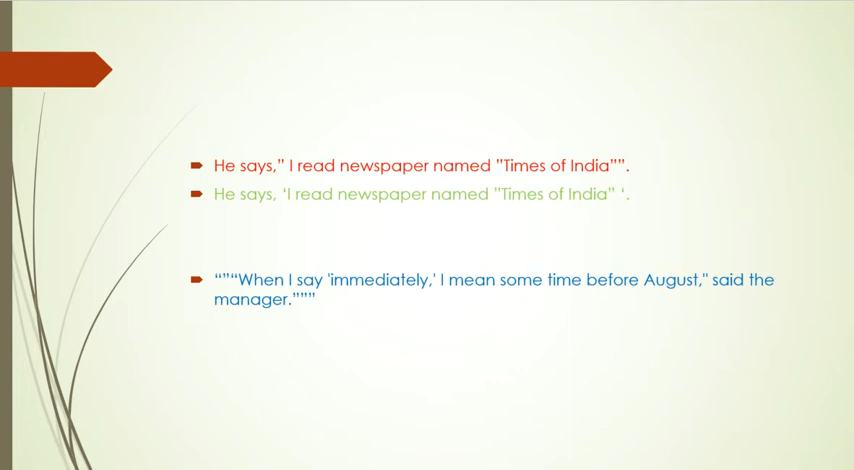 He says,” I read newspaper named ”Times of India””.
He says, ‘I read newspaper named ”Times of India” ‘.
“”“When I say 'immediately,' I mean some time before August," said the
manager.”””